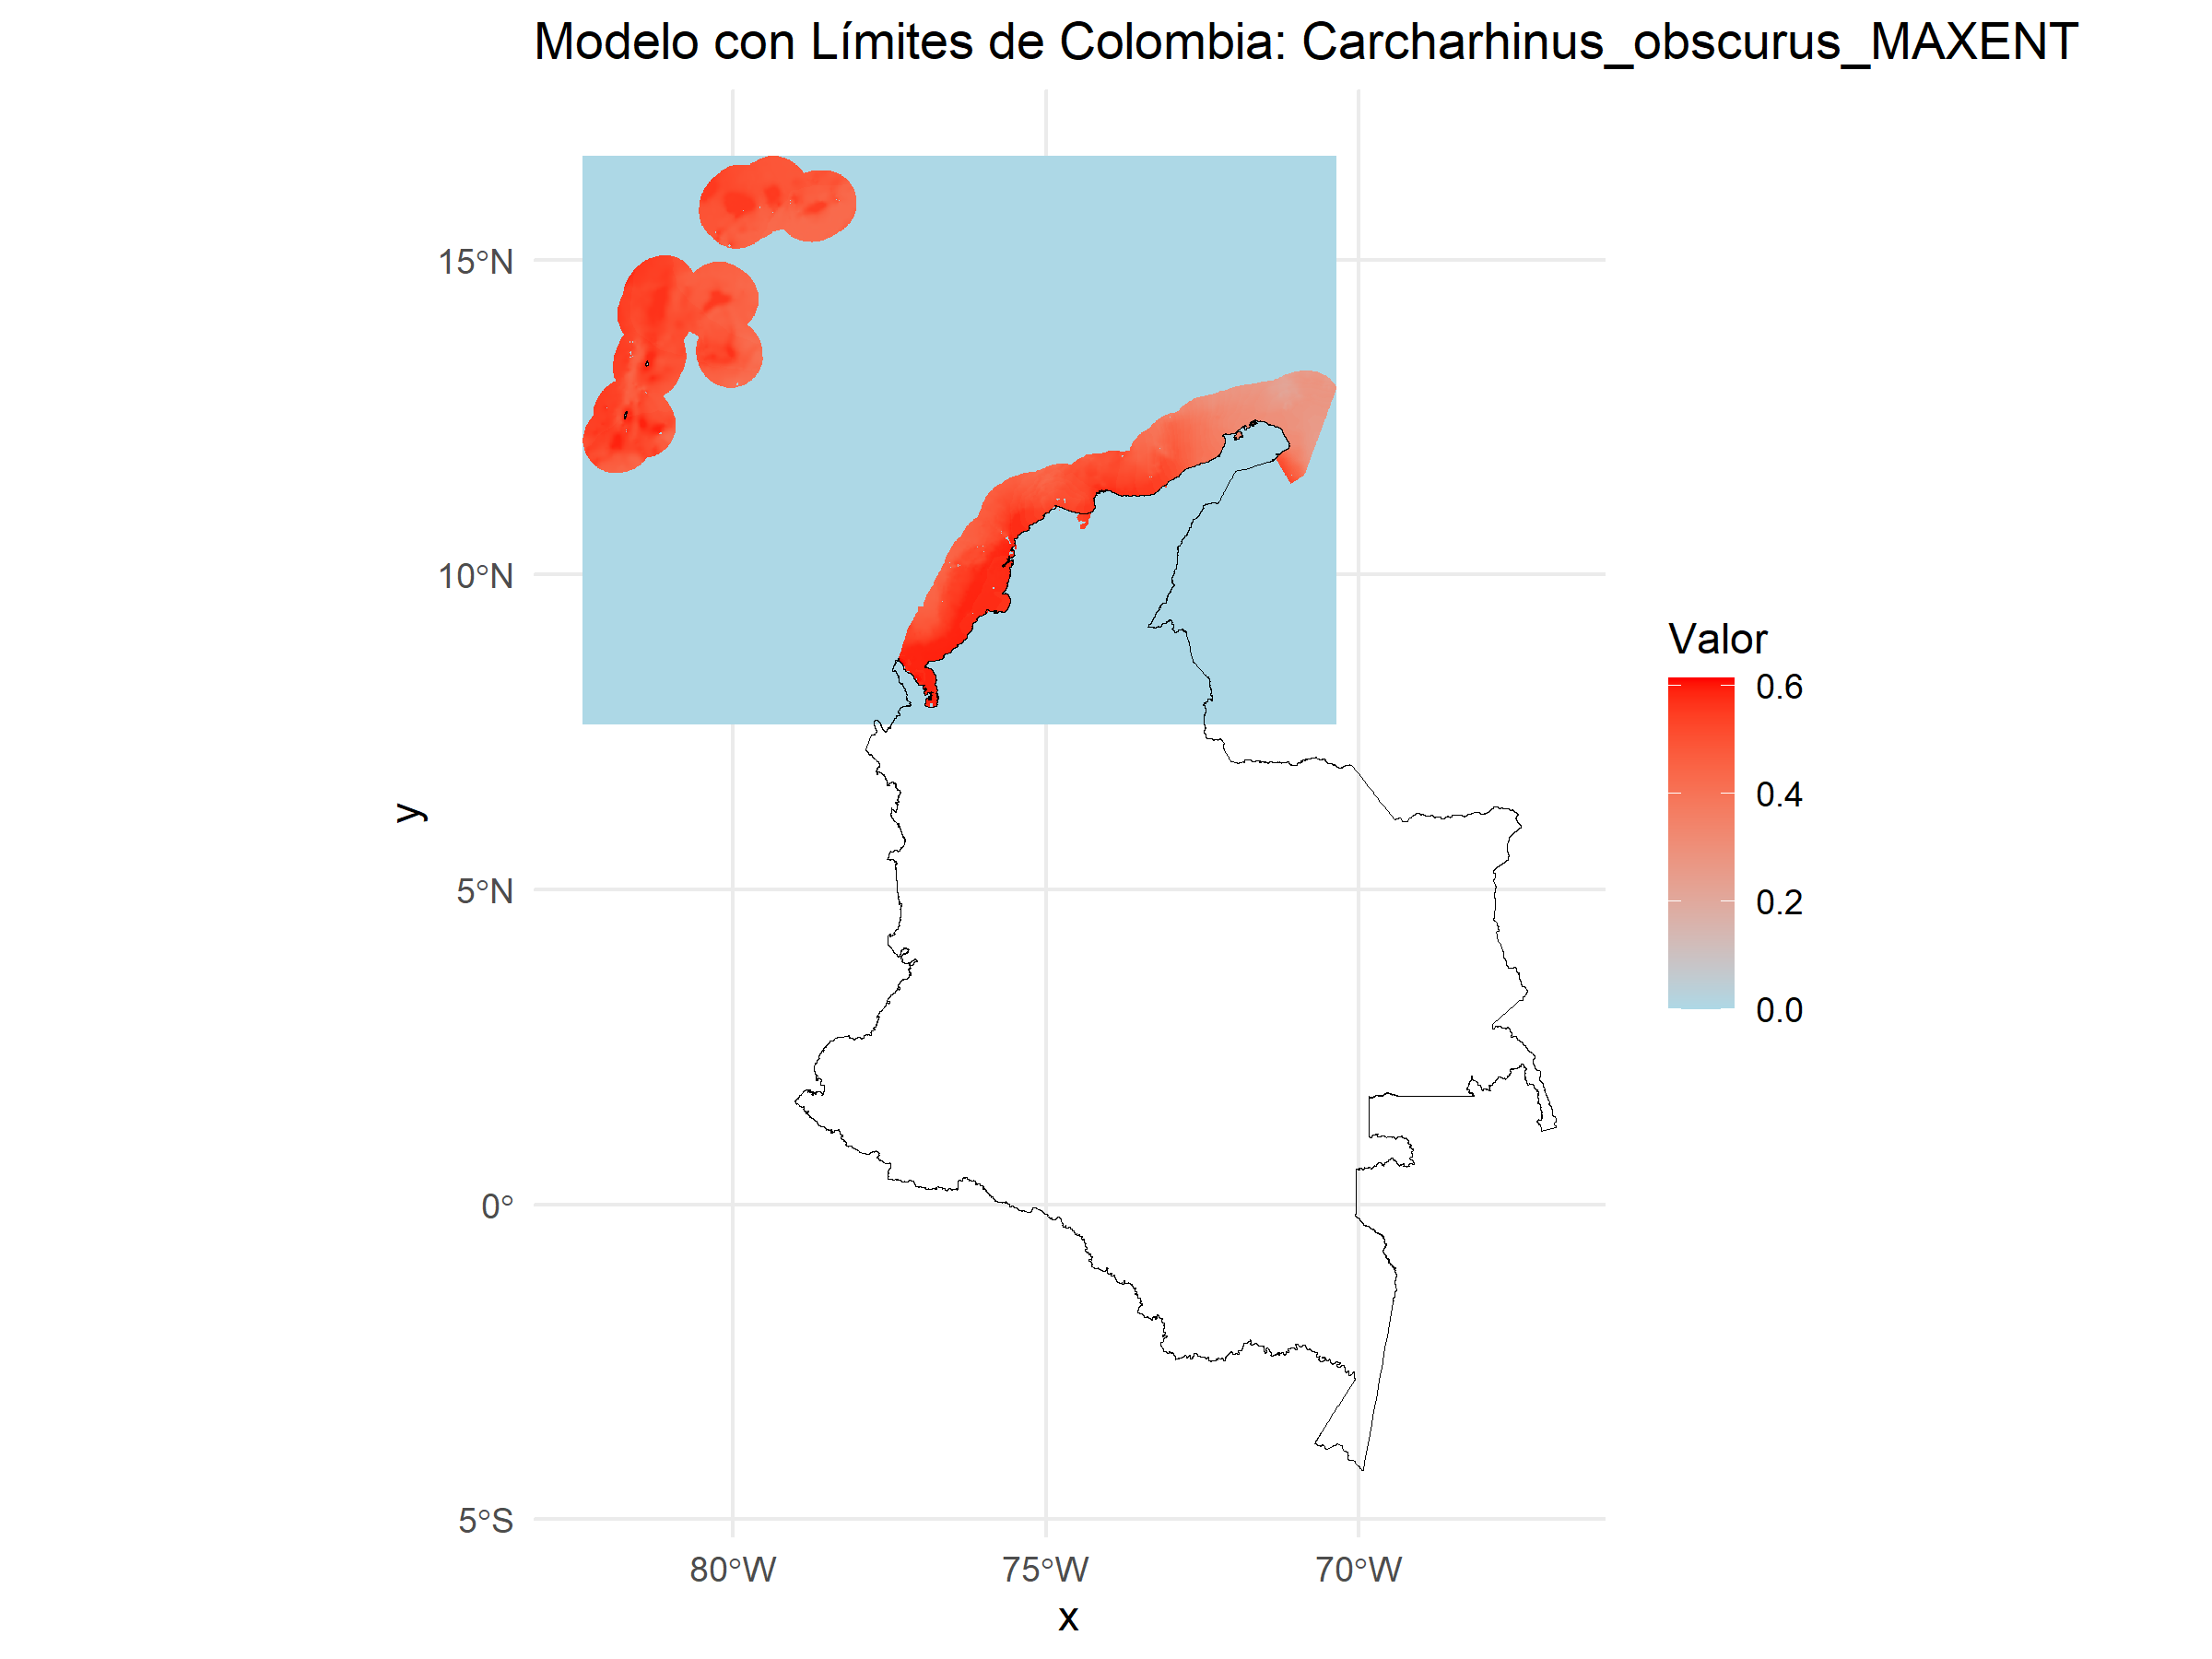 Modelo con Límites de Colombia: Carcharhinus_obscurus_MAXENT
15°N
10°N
5°N
0°
5°S
y
80°W
75°W
70°W
x
Valor
0.6
0.4
0.2
0.0